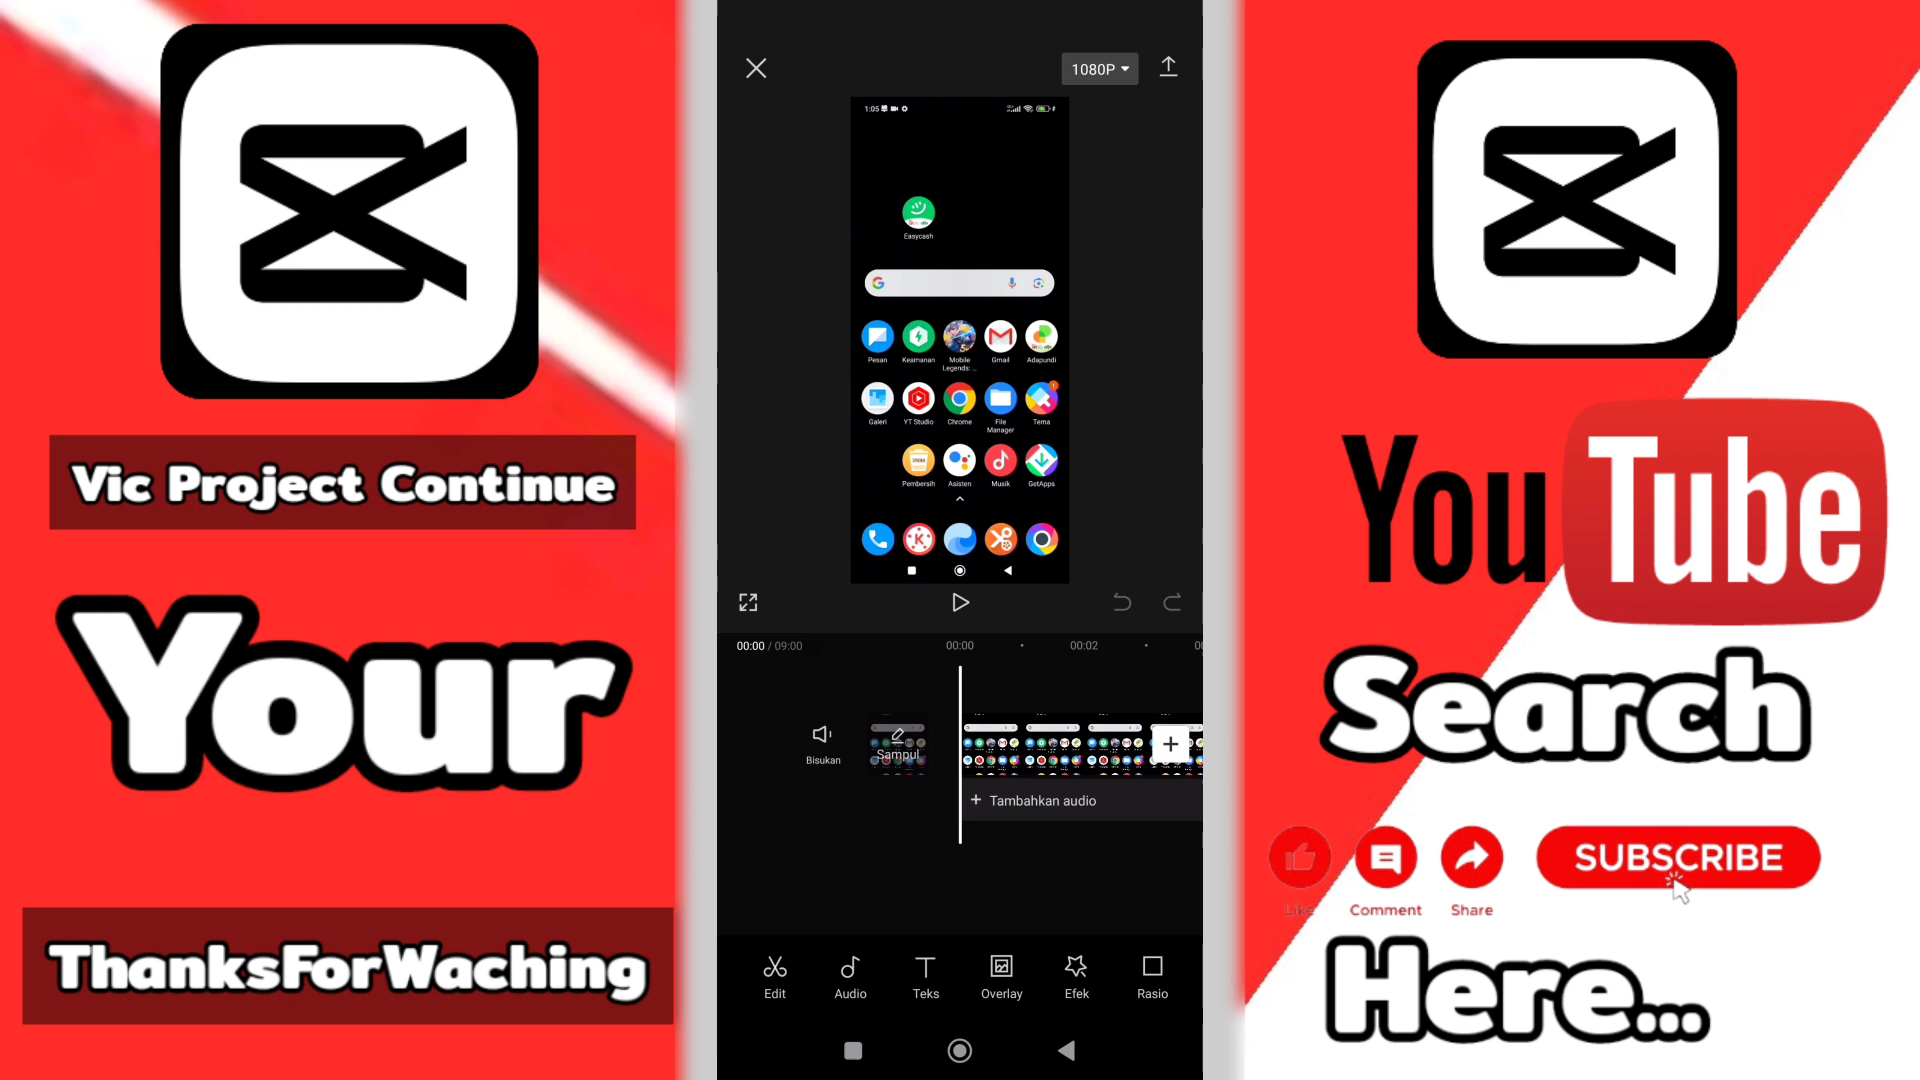 Vic Project Continue
Your
ThanksForWaching
1080P
1:05
Easycash
Pesan
Keamanan
Mobile Legends: ...
Gmail
Adapundi
Galeri
YT Studio
Chrome
File Manager
Tema
Pembersih
Asisten
Musik
GetApps
00:00 / 09:00
00:00
00:02
Bisukan
Sampul
+ Tambahkan audio
Edit
Audio
Teks
Overlay
Efek
Rasio
YouTube
Search
Like
Comment
Share
SUBSCRIBE
Here...